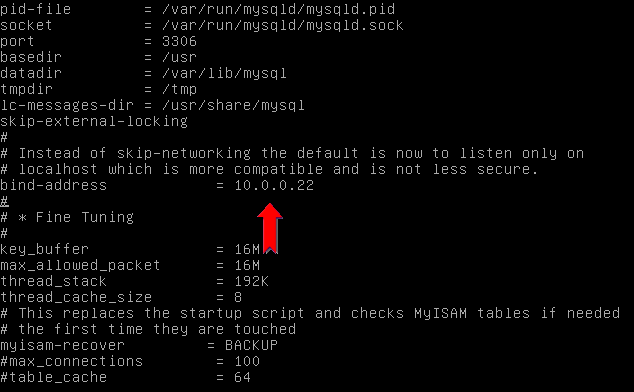 pid-file        = /var/run/mysqld/mysqld.pid
socket          = /var/run/mysqld/mysqld.sock
port            = 3306
basedir         = /usr
datadir         = /var/lib/mysql
tmpdir          = /tmp
lc-messages-dir = /usr/share/mysql
skip-external-locking
#
# Instead of skip-networking the default is now to listen only on
# localhost which is more compatible and is not less secure.
bind-address            = 10.0.0.22
#
# * Fine Tuning
#
key_buffer              = 16M
max_allowed_packet      = 16M
thread_stack            = 192K
thread_cache_size       = 8
# This replaces the startup script and checks MyISAM tables if needed
# the first time they are touched
myisam-recover         = BACKUP
#max_connections        = 100
#table_cache            = 64